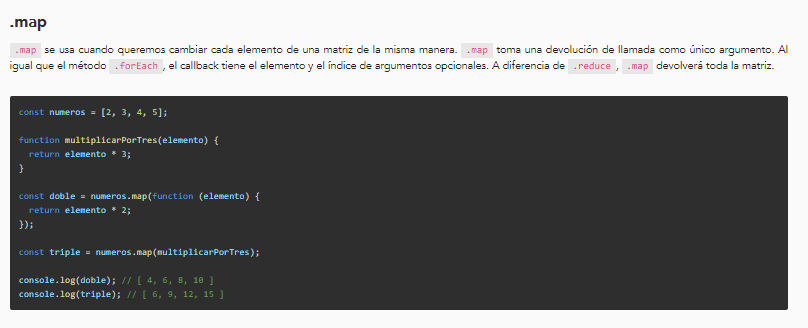 .map
.map se usa cuando queremos cambiar cada elemento de una matriz de la misma manera. .map toma una devolución de llamada como único argumento. Al
igual que el método .forEach, el callback tiene el elemento y el índice de argumentos opcionales. A diferencia de .reduce, .map devolverá toda la matriz.
const numeros = [2, 3, 4, 5];
function multiplicarPorTres(elemento) {
  return elemento * 3;
}
const doble = numeros.map(function (elemento) {
  return elemento * 2;
});
const triple = numeros.map(multiplicarPorTres);
console.log(doble); // [ 4, 6, 8, 10 ]
console.log(triple); // [ 6, 9, 12, 15 ]